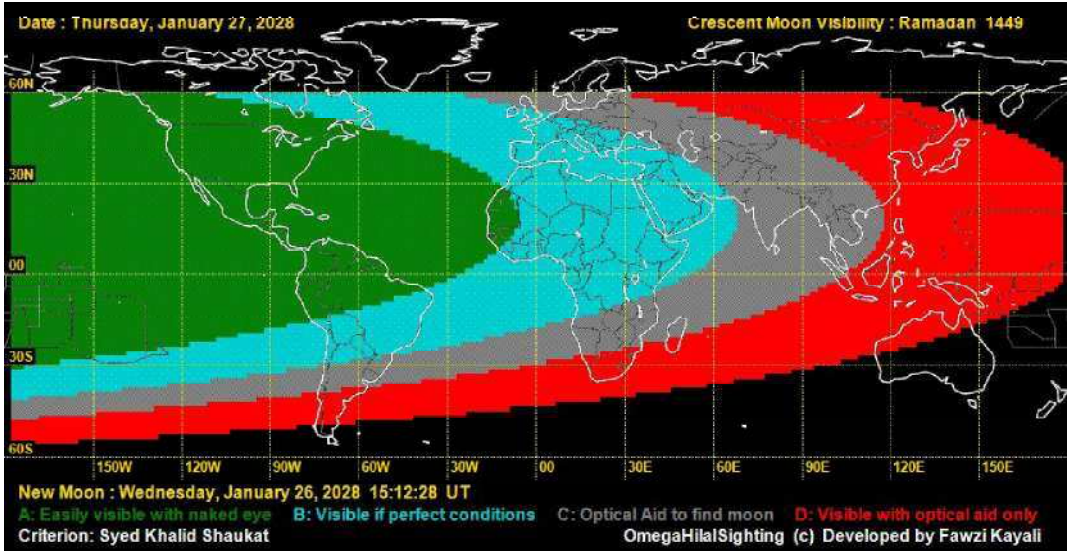 Date : Thursday, January 27, 2028 Crescent Moon Visibility : Ramadan 1449
60N
30N
00
30S
60S
150W 120W 90W 60W 30W 00 30E 60E 90E 120E 150E
New Moon : Wednesday, January 26, 2028 15:12:28 UT
A: Easily visible with naked eye B: Visible if perfect conditions C: Optical Aid to find moon D: Visible with optical aid only
Criterion: Syed Khalid Shaukat OmegaHilalSighting (c) Developed by Fawzi Kayali